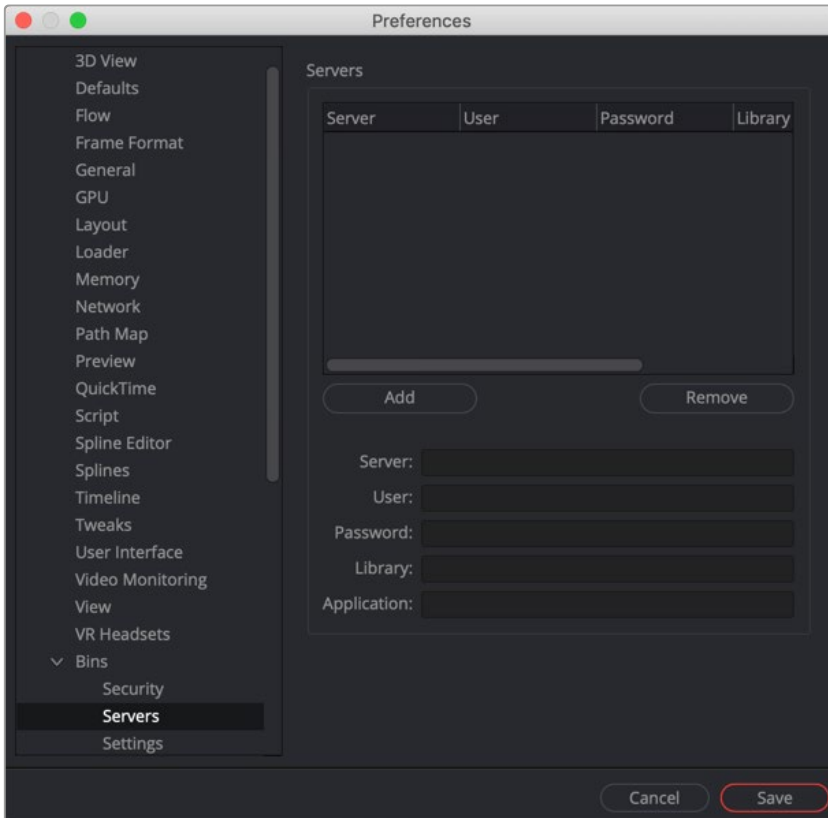 Preferences
3D View
Defaults
Flow
Frame Format
General
GPU
Layout
Loader
Memory
Network
Path Map
Preview
QuickTime
Script
Spline Editor
Splines
Timeline
Tweaks
User Interface
Video Monitoring
View
VR Headsets
Bins
Security
Servers
Settings
Servers
Server User Password Library
Add Remove
Server:
User:
Password:
Library:
Application:
Cancel Save